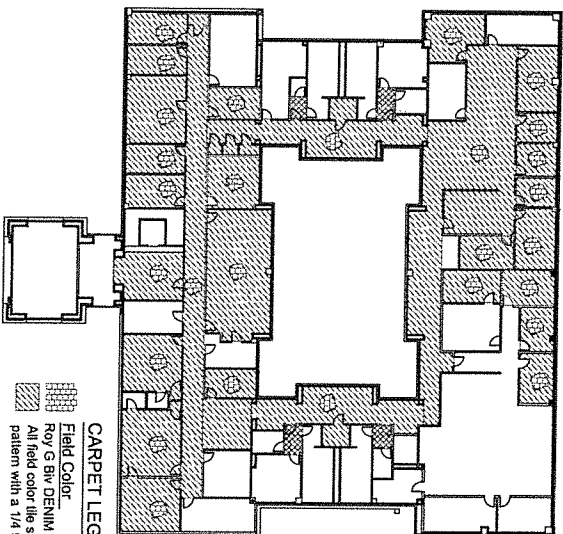 CARPET LEG
Field Color
Roy G Biv DENIM
All field color tile s
pattern with a 1/4 s